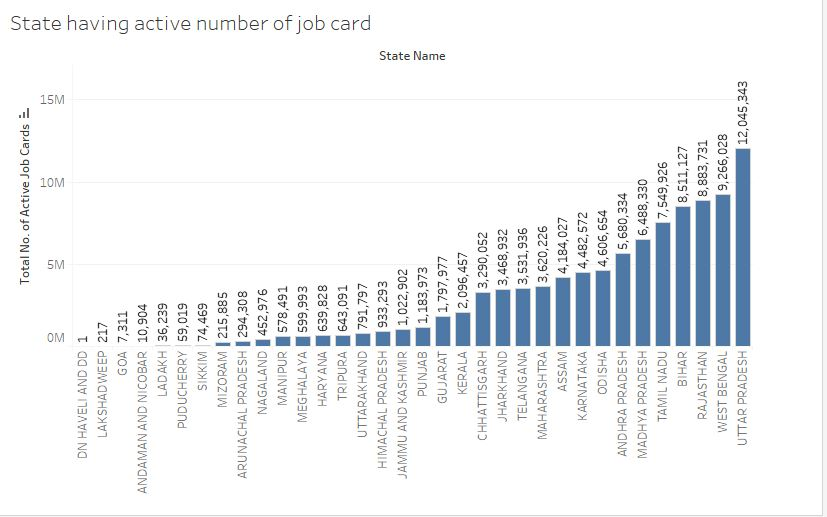 State having active number of job card
State Name
Total No. of Active Job Cards
15M
10M
5M
0M
1
217
7,311
10,904
36,239
59,019
74,469
215,885
294,308
452,976
578,491
599,993
639,828
643,091
791,797
933,293
1,022,902
1,183,973
1,797,977
2,096,457
3,290,052
3,468,932
3,531,936
3,620,226
4,184,027
4,482,572
4,606,654
5,680,334
6,488,330
7,549,926
8,511,127
8,883,731
9,266,028
12,045,343
DN HAVELI AND DD
LAKSHADWEEP
GOA
ANDAMAN AND NICOBAR
LADAKH
PUDUCHERRY
SIKKIM
MIZORAM
ARUNACHAL PRADESH
NAGALAND
MANIPUR
MEGHALAYA
HARYANA
TRIPURA
UTTARAKHAND
HIMACHAL PRADESH
JAMMU AND KASHMIR
PUNJAB
GUJARAT
KERALA
CHHATTISGARH
JHARKHAND
TELANGANA
MAHARASHTRA
ASSAM
KARNATAKA
ODISHA
ANDHRA PRADESH
MADHYA PRADESH
TAMIL NADU
BIHAR
RAJASTHAN
WEST BENGAL
UTTAR PRADESH